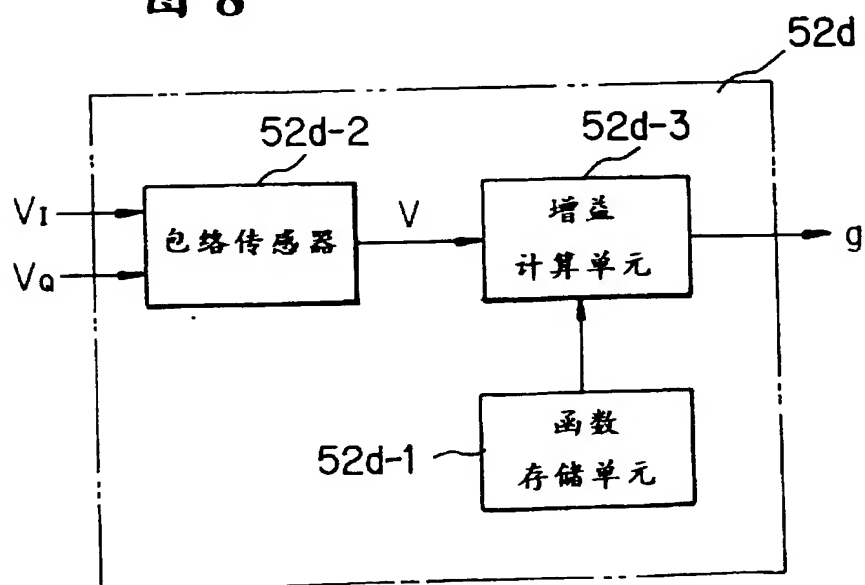 图 8
52d
52d-2
52d-3
VI
VQ
包络传感器
V
增益
计算单元
g
52d-1
函数
存储单元